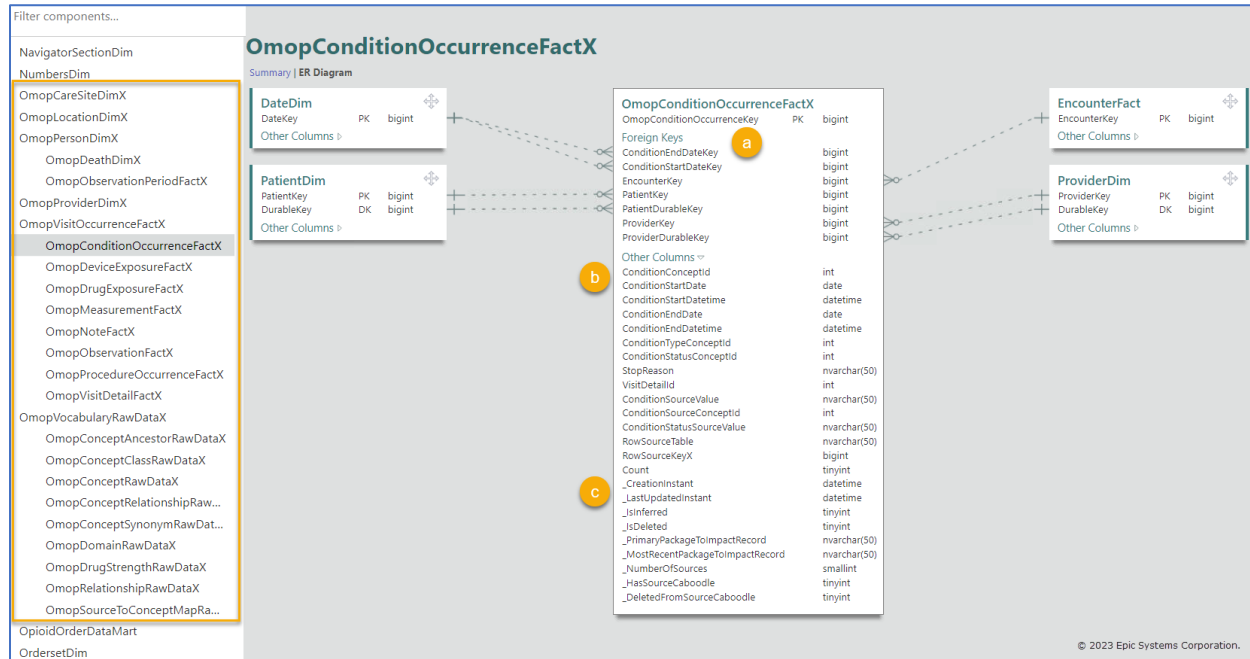 Filter components...
NavigatorSectionDim
NumbersDim
OmopCareSiteDimX
OmopLocationDimX
OmopPersonDimX
OmopDeathDimX
OmopObservationPeriodFactX
OmopProviderDimX
OmopVisitOccurrenceFactX
OmopConditionOccurrenceFactX
OmopDeviceExposureFactX
OmopDrugExposureFactX
OmopMeasurementFactX
OmopNoteFactX
OmopObservationFactX
OmopProcedureOccurrenceFactX
OmopVisitDetailFactX
OmopVocabularyRawDataX
OmopConceptAncestorRawDataX
OmopConceptClassRawDataX
OmopConceptRawDataX
OmopConceptRelationshipRaw...
OmopConceptSynonymRawDat...
OmopDomainRawDataX
OmopDrugStrengthRawDataX
OmopRelationshipRawDataX
OmopSourceToConceptMapRa...
OpioidOrderDataMart
OrdersetDim
OmopConditionOccurrenceFactX
Summary | ER Diagram
DateDim
DateKey PK bigint
Other Columns
PatientDim
PatientKey PK bigint
DurableKey DK bigint
Other Columns
OmopConditionOccurrenceFactX
OmopConditionOccurrenceKey PK bigint
Foreign Keys
a
ConditionEndDateKey bigint
ConditionStartDateKey bigint
EncounterKey bigint
PatientKey bigint
PatientDurableKey bigint
ProviderKey bigint
ProviderDurableKey bigint
Other Columns
b
ConditionConceptId int
ConditionStartDate date
ConditionStartDatetime datetime
ConditionEndDate date
ConditionEndDatetime datetime
ConditionTypeConceptId int
ConditionStatusConceptId int
StopReason nvarchar(50)
VisitDetailId int
ConditionSourceValue nvarchar(50)
ConditionSourceConceptId int
ConditionStatusSourceValue nvarchar(50)
RowSourceTable nvarchar(50)
RowSourceKeyX bigint
Count tinyint
c
_CreationInstant datetime
_LastUpdatedInstant datetime
_IsInferred tinyint
_IsDeleted tinyint
_PrimaryPackageToImpactRecord nvarchar(50)
_MostRecentPackageToImpactRecord nvarchar(50)
_NumberOfSources smallint
_HasSourceCaboodle tinyint
_DeletedFromSourceCaboodle tinyint
EncounterFact
EncounterKey PK bigint
Other Columns
ProviderDim
ProviderKey PK bigint
DurableKey DK bigint
Other Columns
© 2023 Epic Systems Corporation.